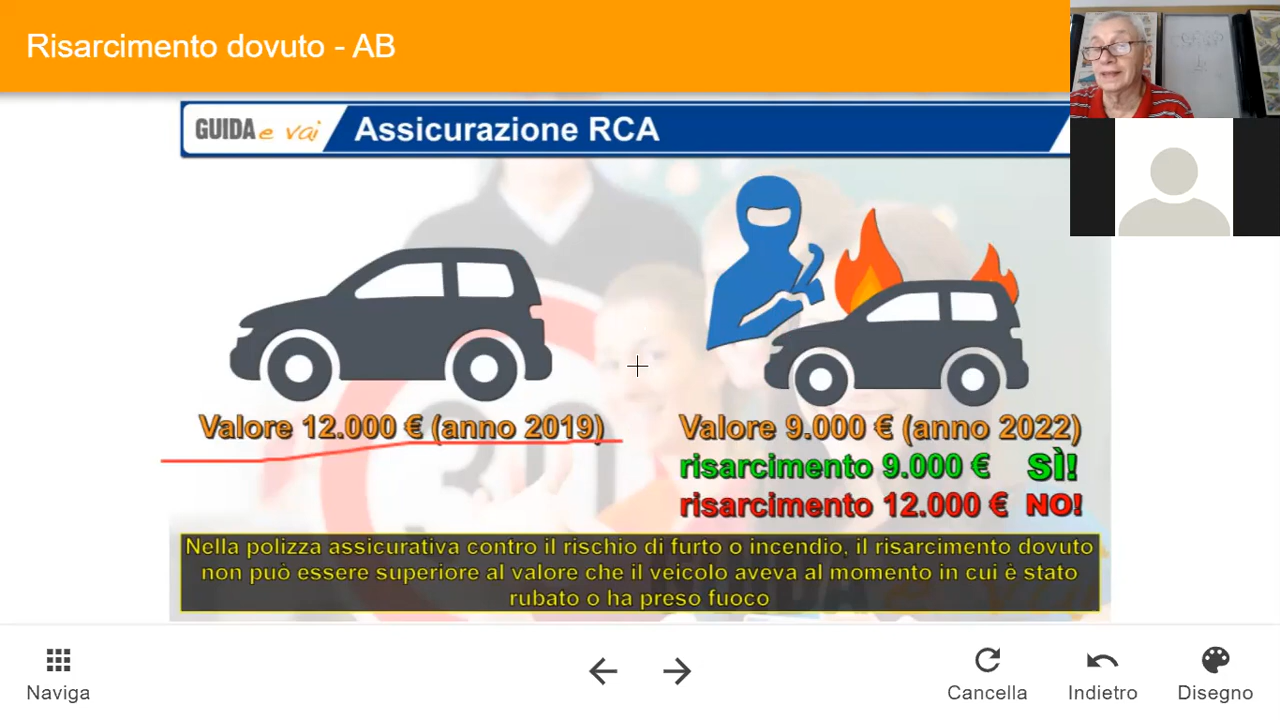 Risarcimento dovuto - AB
GUIDA e vai
Assicurazione RCA
Valore 12.000 € (anno 2019)
Valore 9.000 € (anno 2022)
risarcimento 9.000 € SÌ!
risarcimento 12.000 € NO!
Nella polizza assicurativa contro il rischio di furto o incendio, il risarcimento dovuto
non può essere superiore al valore che il veicolo aveva al momento in cui è stato
rubato o ha preso fuoco
Naviga
Cancella
Indietro
Disegno